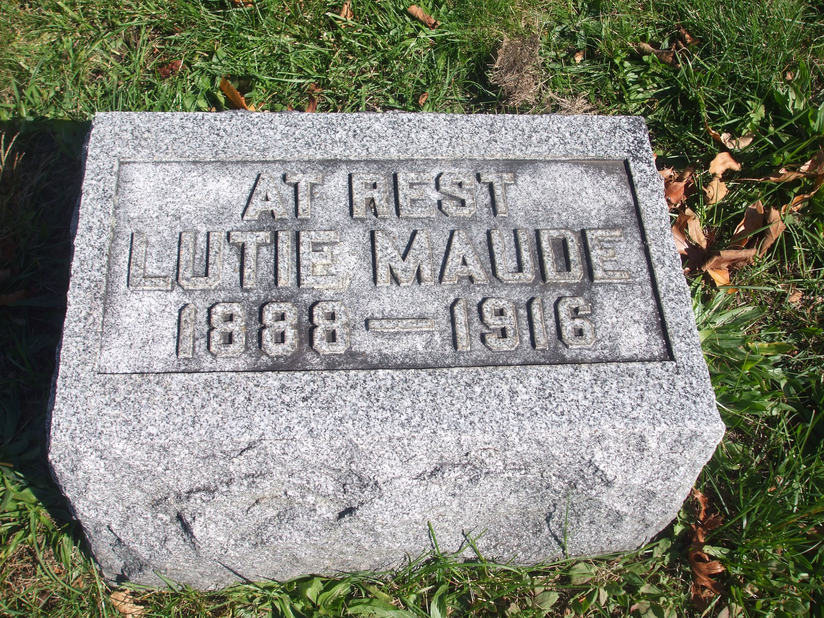 AT REST
LUTIE MAUDE
1888 — 1916